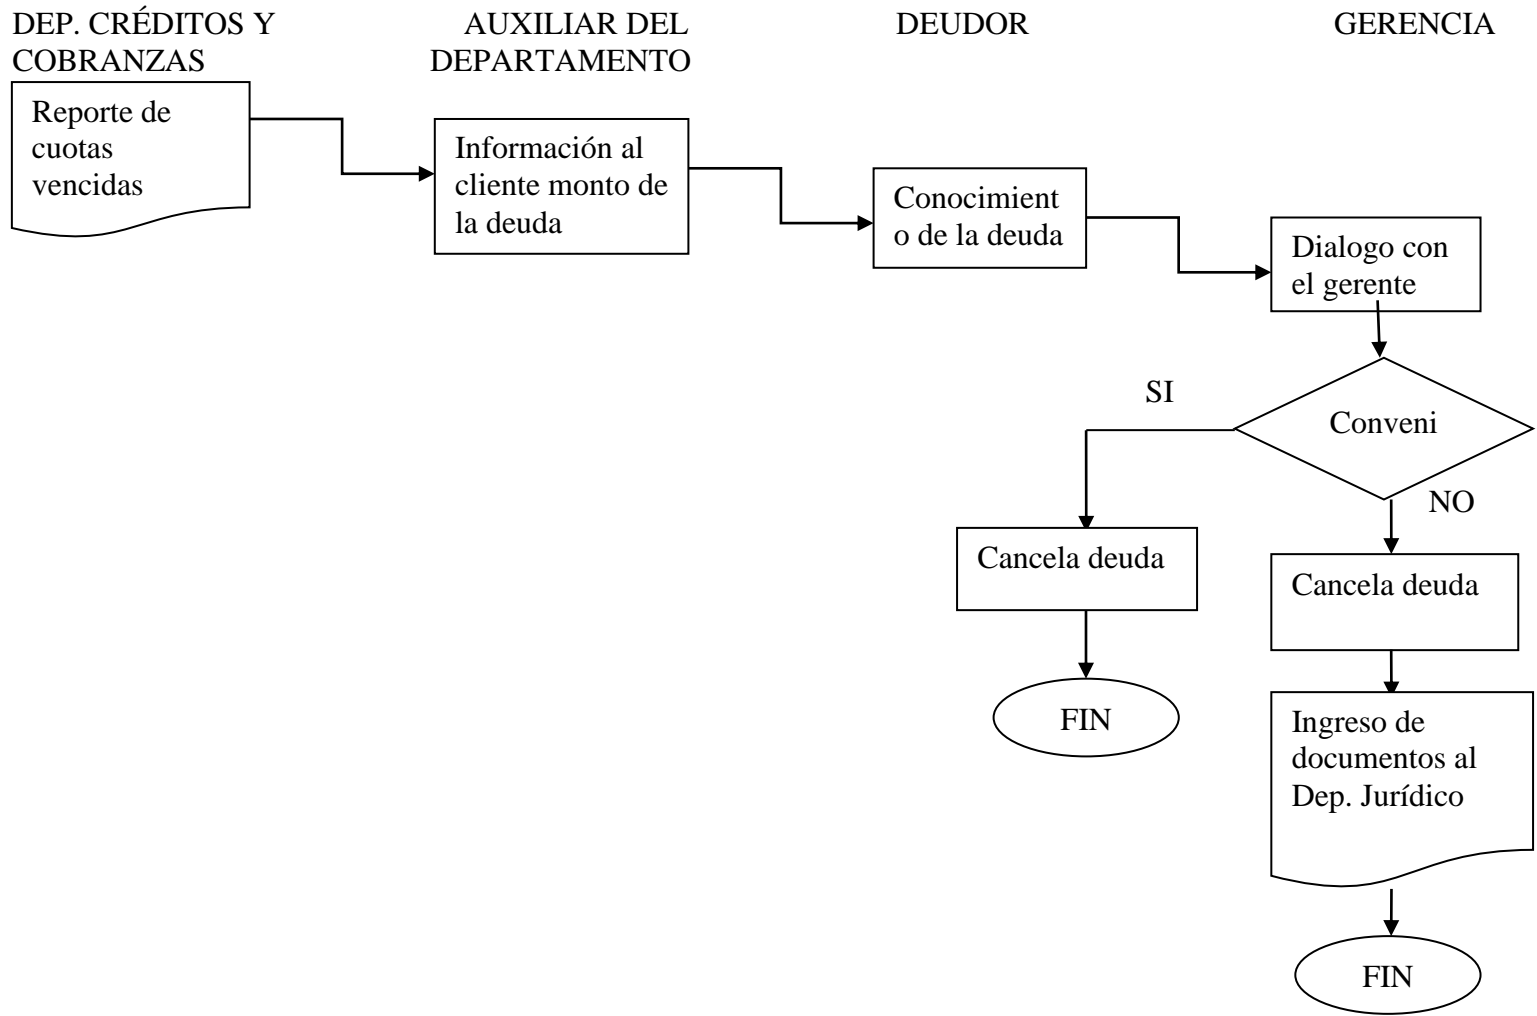 DEP. CRÉDITOS Y
COBRANZAS
AUXILIAR DEL
DEPARTAMENTO
DEUDOR
GERENCIA
Reporte de
cuotas
vencidas
Información al
cliente monto de
la deuda
Conocimient
o de la deuda
Dialogo con
el gerente
SI
Conveni
NO
Cancela deuda
Cancela deuda
FIN
Ingreso de
documentos al
Dep. Jurídico
FIN